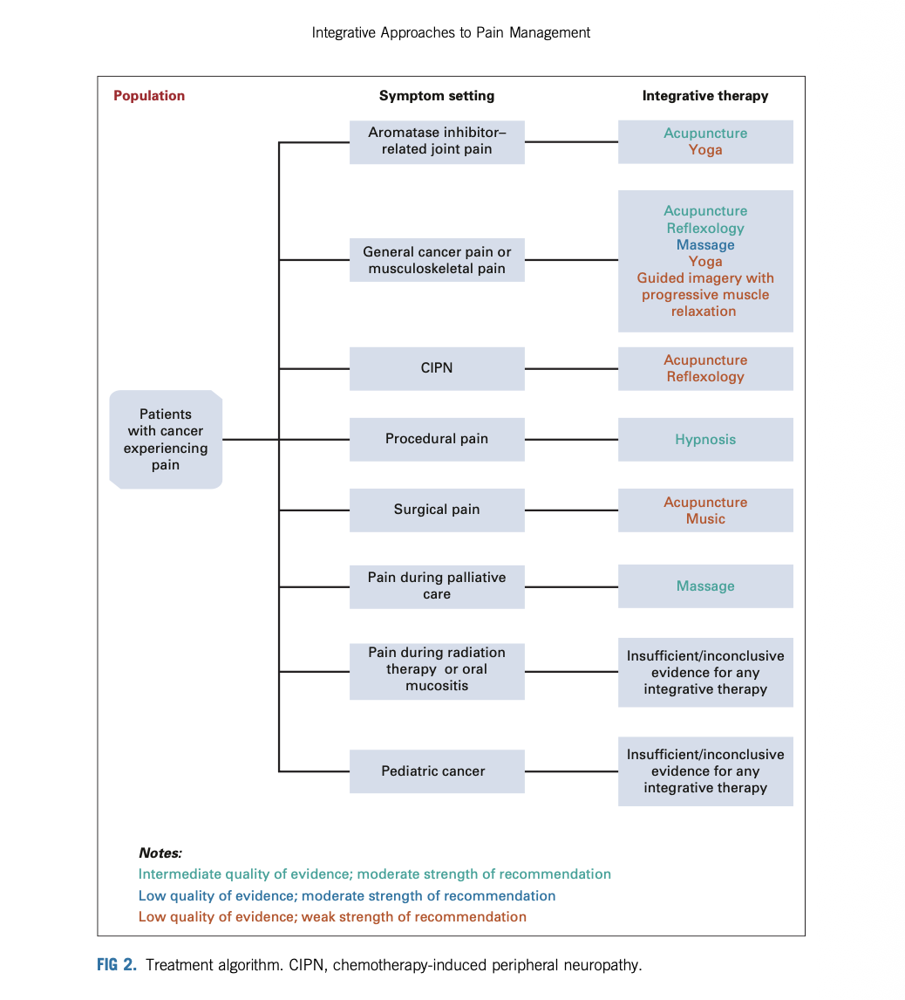 Integrative Approaches to Pain Management
Population
Symptom setting
Integrative therapy
Aromatase inhibitor–
related joint pain
Acupuncture
Yoga
General cancer pain or
musculoskeletal pain
Acupuncture
Reflexology
Massage
Yoga
Guided imagery with
progressive muscle
relaxation
CIPN
Acupuncture
Reflexology
Patients
with cancer
experiencing
pain
Procedural pain
Hypnosis
Surgical pain
Acupuncture
Music
Pain during palliative
care
Massage
Pain during radiation
therapy or oral
mucositis
Insufficient/inconclusive
evidence for any
integrative therapy
Pediatric cancer
Insufficient/inconclusive
evidence for any
integrative therapy
Notes:
Intermediate quality of evidence; moderate strength of recommendation
Low quality of evidence; moderate strength of recommendation
Low quality of evidence; weak strength of recommendation
FIG 2. Treatment algorithm. CIPN, chemotherapy-induced peripheral neuropathy.